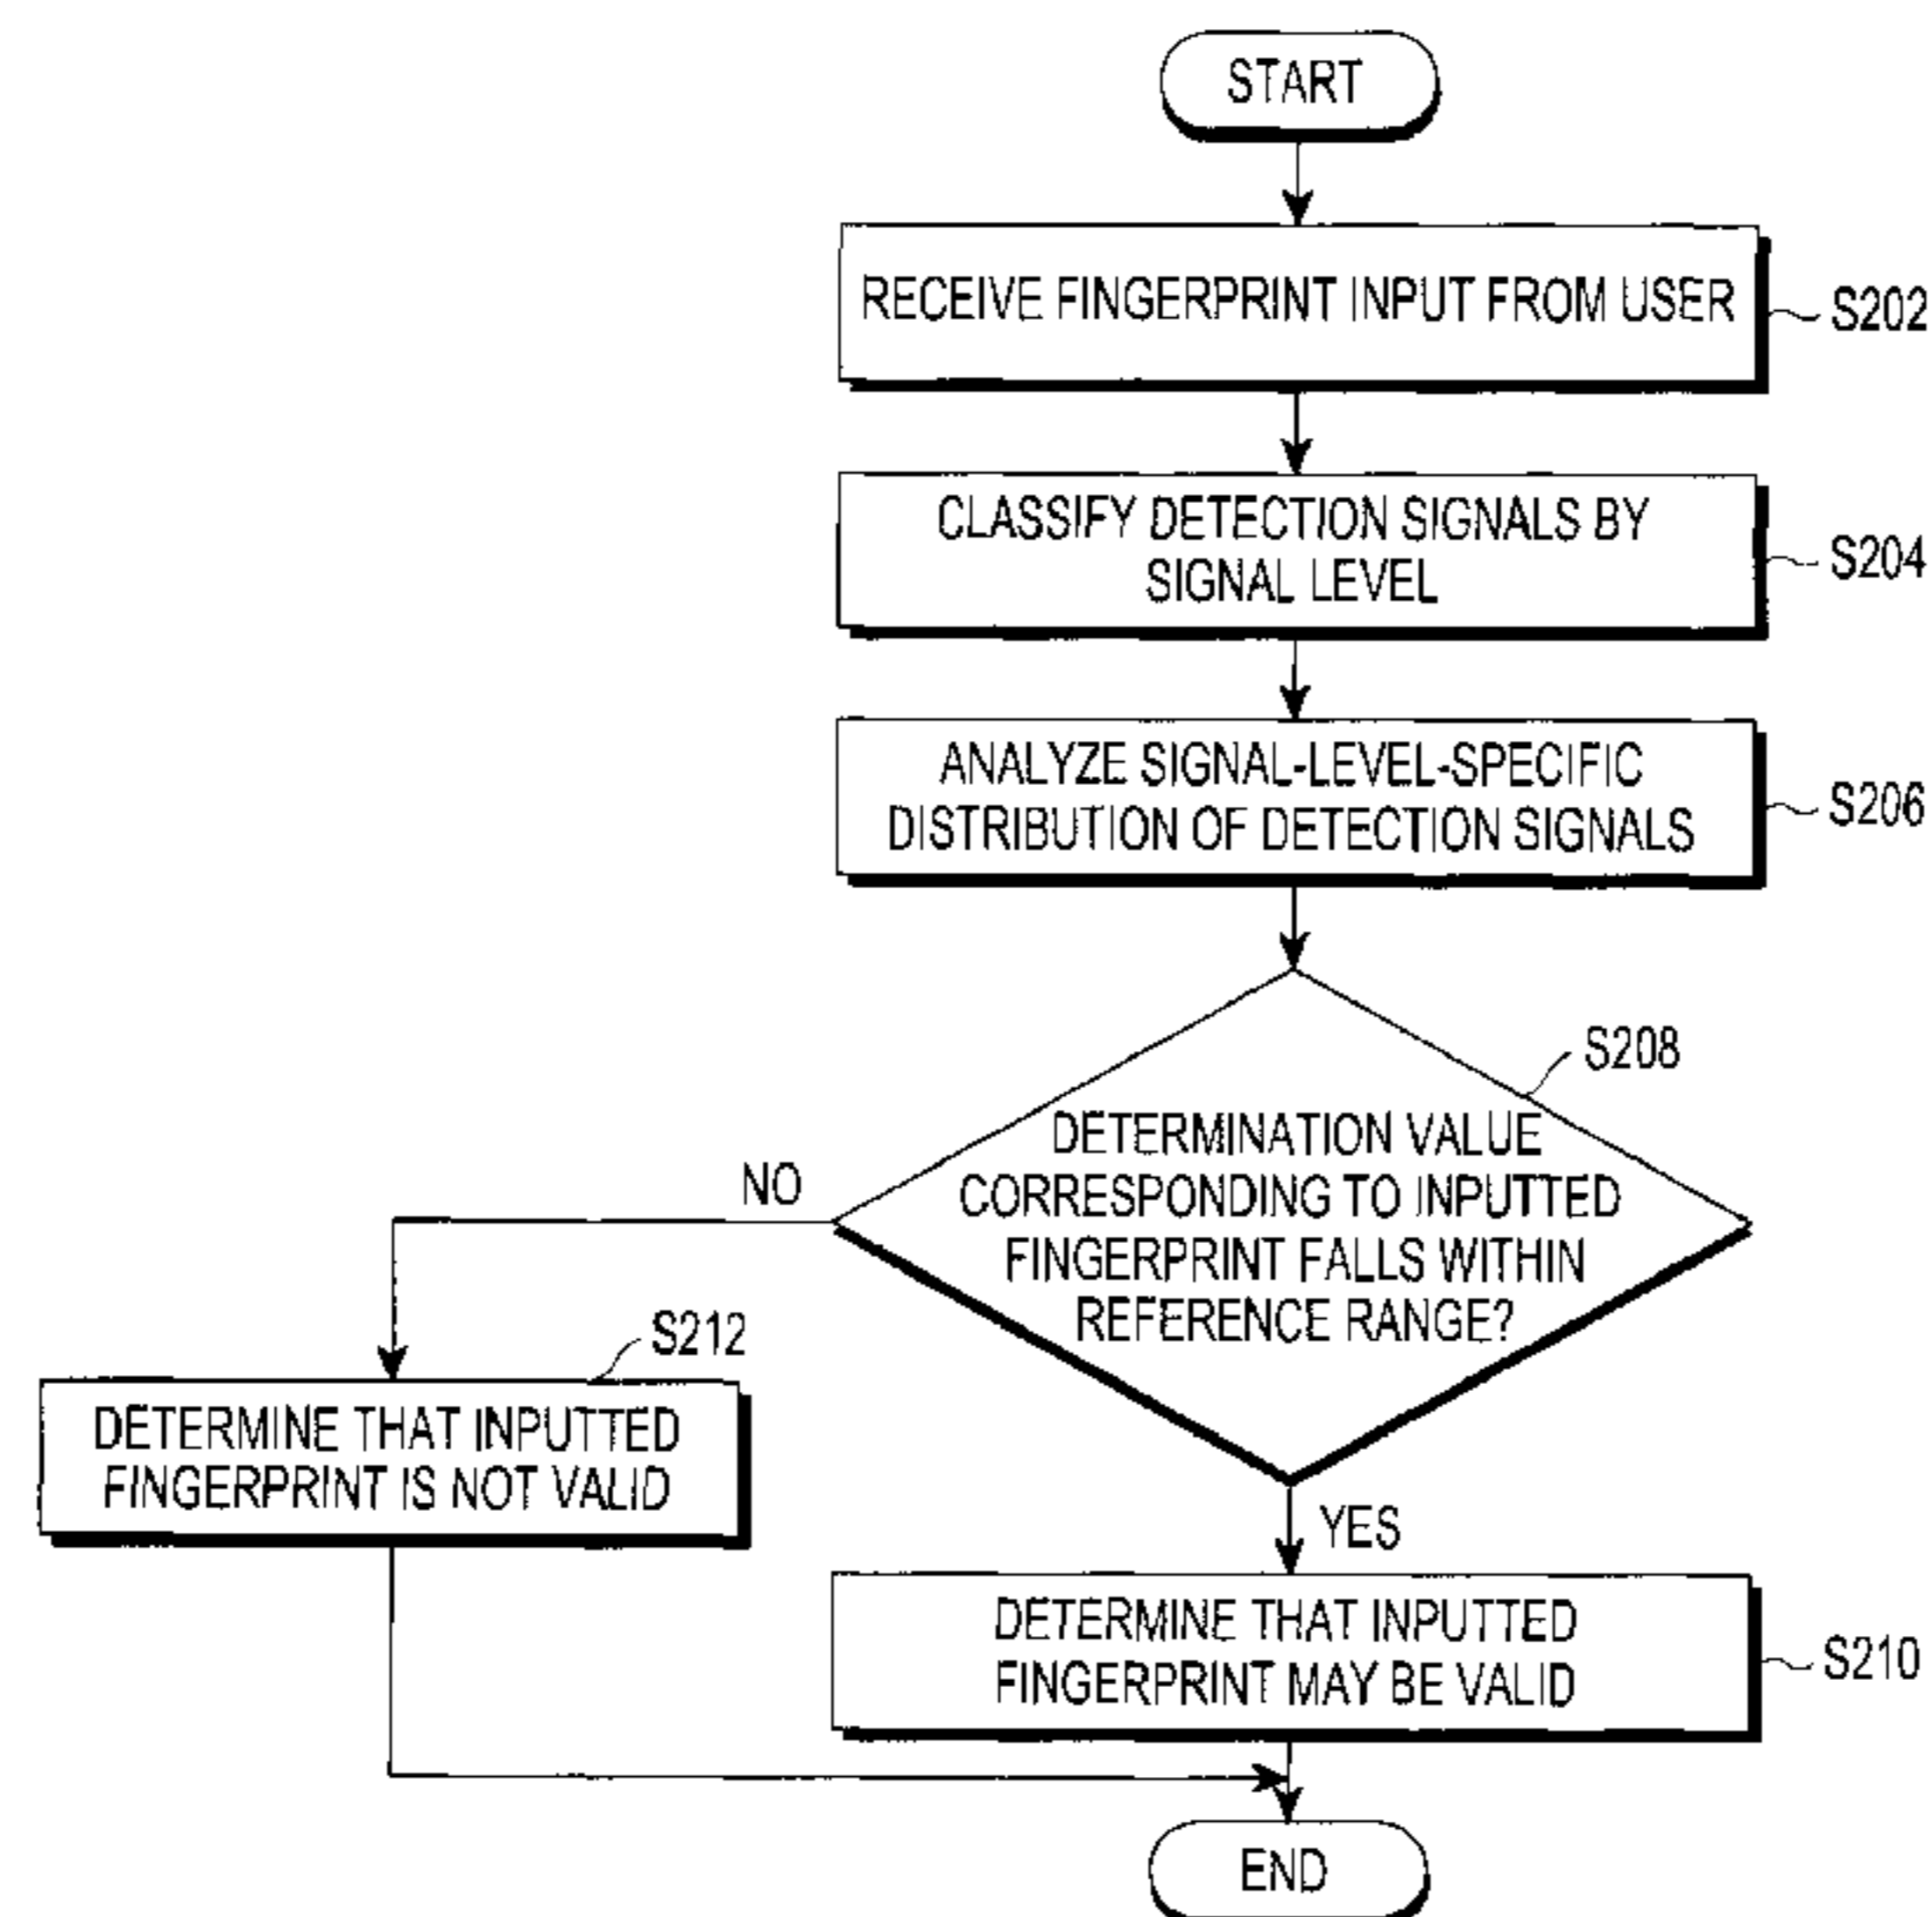 START
RECEIVE FINGERPRINT INPUT FROM USER
S202
CLASSIFY DETECTION SIGNALS BY
SIGNAL LEVEL
S204
ANALYZE SIGNAL-LEVEL-SPECIFIC
DISTRIBUTION OF DETECTION SIGNALS
S206
S208
DETERMINATION VALUE
CORRESPONDING TO INPUTTED
FINGERPRINT FALLS WITHIN
REFERENCE RANGE?
NO
S212
DETERMINE THAT INPUTTED
FINGERPRINT IS NOT VALID
YES
DETERMINE THAT INPUTTED
FINGERPRINT MAY BE VALID
S210
END